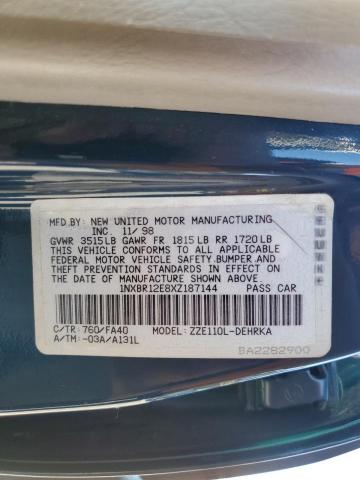 MFD.BY: NEW UNITED MOTOR MANUFACTURING
INC. 11/98
GVWR 3515LB GAWR FR 1815LB RR 1720LB
THIS VEHICLE CONFORMS TO ALL APPLICABLE
FEDERAL MOTOR VEHICLE SAFETY,BUMPER,AND
THEFT PREVENTION STANDARDS IN EFFECT ON
THE DATE OF MANUFACTURE SHOWN ABOVE.
1NXBR12E8XZ187144 PASS CAR
C/TR: 760/FA40 MODEL: ZZE110L-DEHRKA
A/TM: -03A/A131L
BA2282900